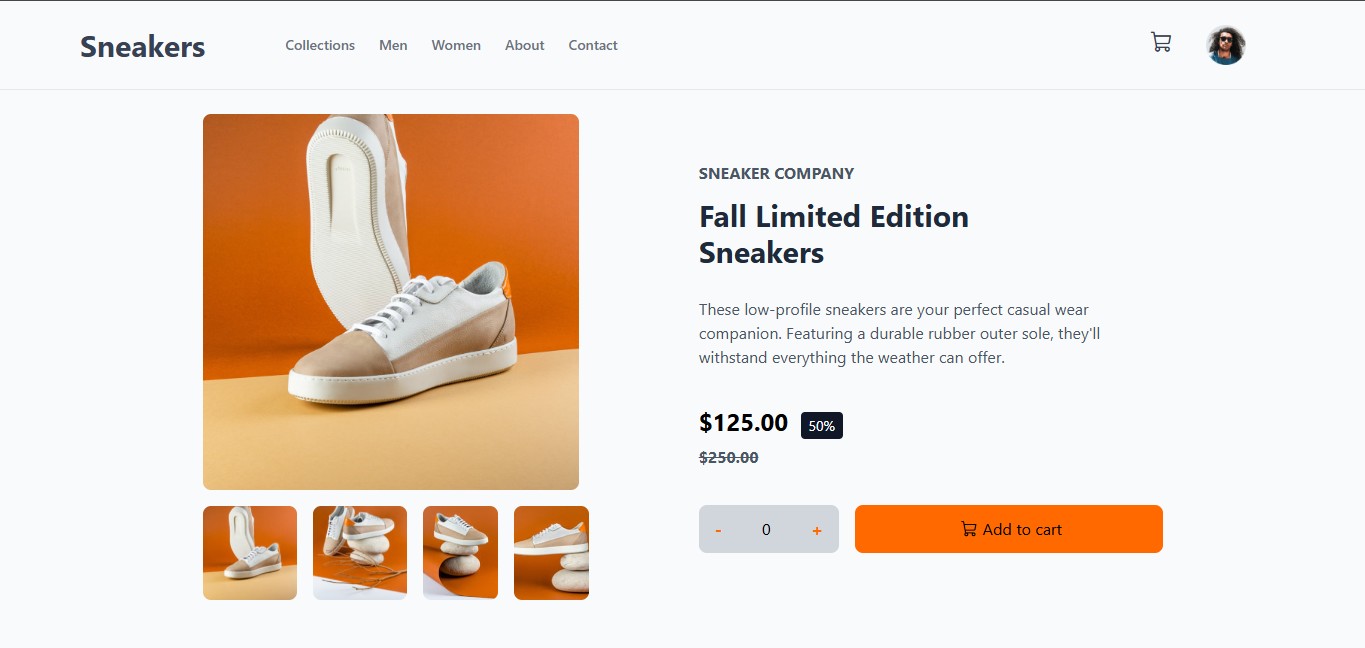 Sneakers
Collections Men Women About Contact
SNEAKER COMPANY
Fall Limited Edition
Sneakers
These low-profile sneakers are your perfect casual wear
companion. Featuring a durable rubber outer sole, they'll
withstand everything the weather can offer.
$125.00 50%
$250.00
- 0 +
Add to cart